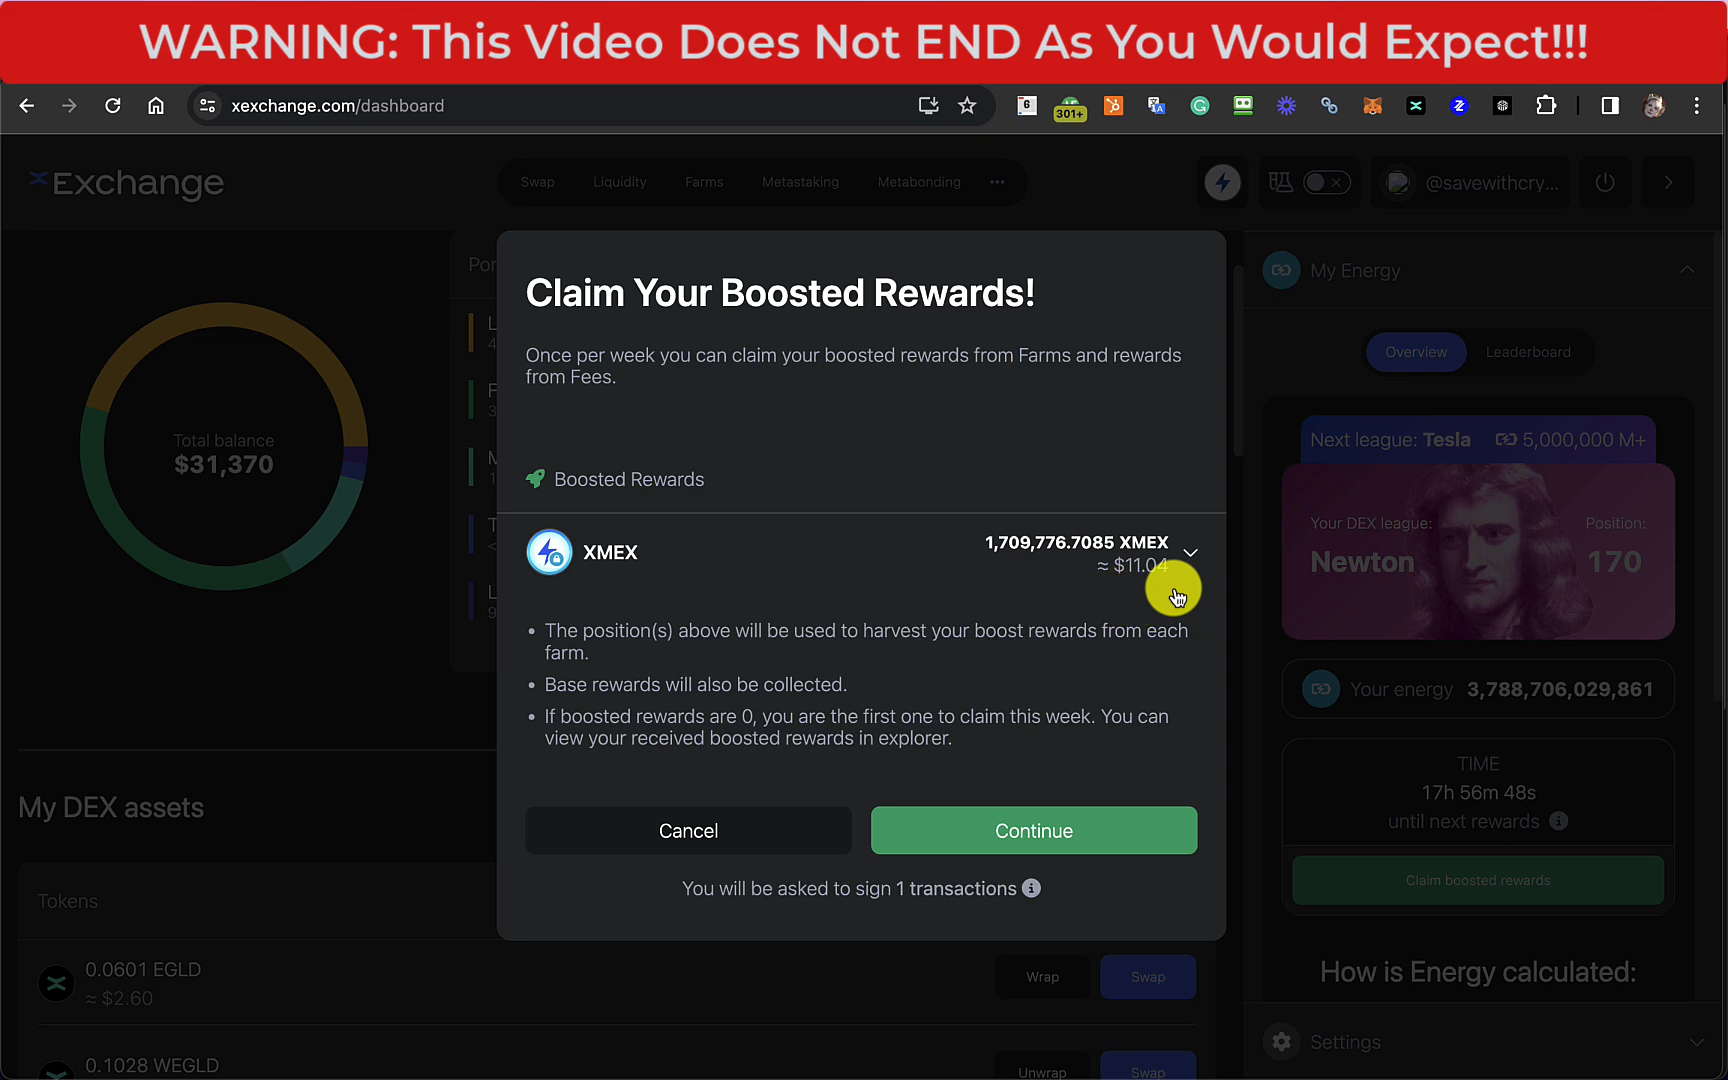 WARNING: This Video Does Not END As You Would Expect!!!
xexchange.com/dashboard
6
301+
Exchange
Swap
Liquidity
Farms
Metastaking
Metabonding
@savewithcry...
Por
L
4
F
3
M
1
T
<
L
9
Total balance
$31,370
Claim Your Boosted Rewards!
Once per week you can claim your boosted rewards from Farms and rewards
from Fees.
Boosted Rewards
XMEX
1,709,776.7085 XMEX
≈ $11.04
• The position(s) above will be used to harvest your boost rewards from each
farm.
• Base rewards will also be collected.
• If boosted rewards are 0, you are the first one to claim this week. You can
view your received boosted rewards in explorer.
Cancel
Continue
You will be asked to sign 1 transactions
My Energy
Overview
Leaderboard
Next league: Tesla
5,000,000 M+
Your DEX league:
Newton
Position:
170
Your energy 3,788,706,029,861
TIME
17h 56m 48s
until next rewards
Claim boosted rewards
How is Energy calculated:
Settings
My DEX assets
Tokens
0.0601 EGLD
≈ $2.60
Wrap
Swap
0.1028 WEGLD
Unwrap
Swap